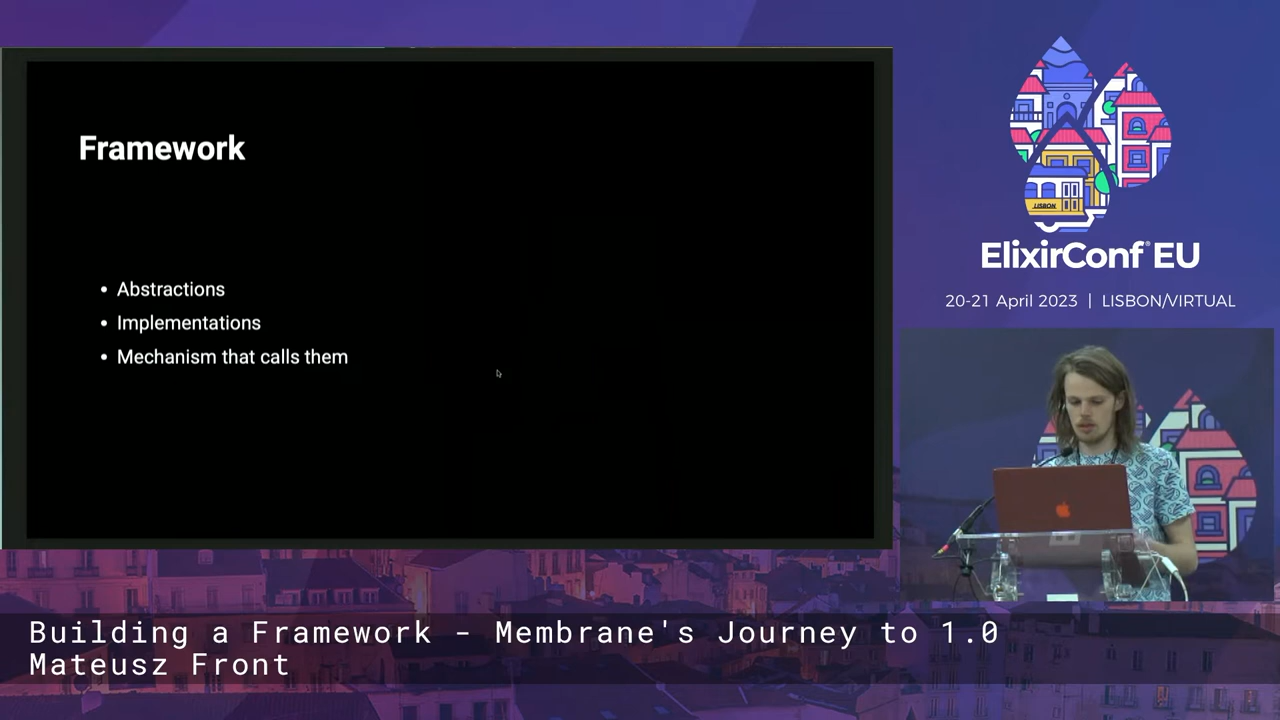 Framework
• Abstractions
• Implementations
• Mechanism that calls them
LISBON
ElixirConf® EU
20-21 April 2023 | LISBON/VIRTUAL
Building a Framework - Membrane's Journey to 1.0
Mateusz Front